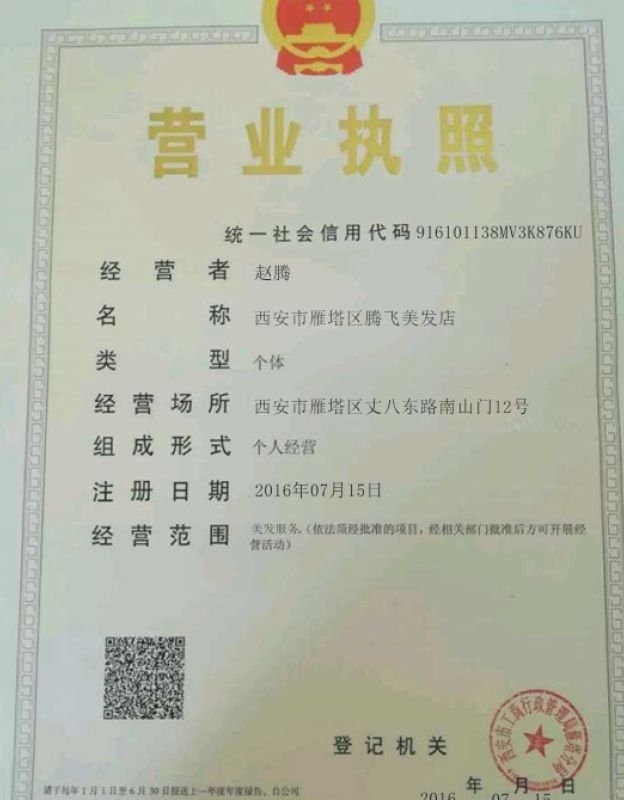 营业执照
统一社会信用代码 916101138MV3K876KU
经营者 赵腾
名称 西安市雁塔区腾飞美发店
类型 个体
经营场所 西安市雁塔区丈八东路南山门12号
组成形式 个人经营
注册日期 2016年07月15日
经营范围 美发服务。(依法须经批准的项目,经相关部门批准后方可开展经
营活动)
登记机关
西安市工商行政管理局雁塔分局
年 月 日
2016 07 15
请于每年1月1日至6月30日报送上一年度年度报告。自公司